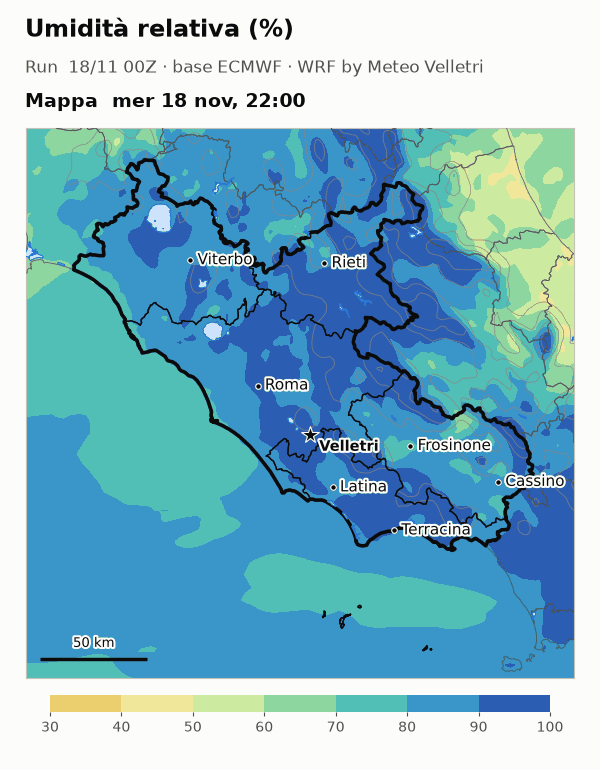 Umidità relativa (%)
Run  18/11 00Z · base ECMWF · WRF by Meteo Velletri
Mappa  mer 18 nov, 22:00
Viterbo
Rieti
Roma
Velletri
Frosinone
Latina
Cassino
Terracina
50 km
30 40 50 60 70 80 90 100